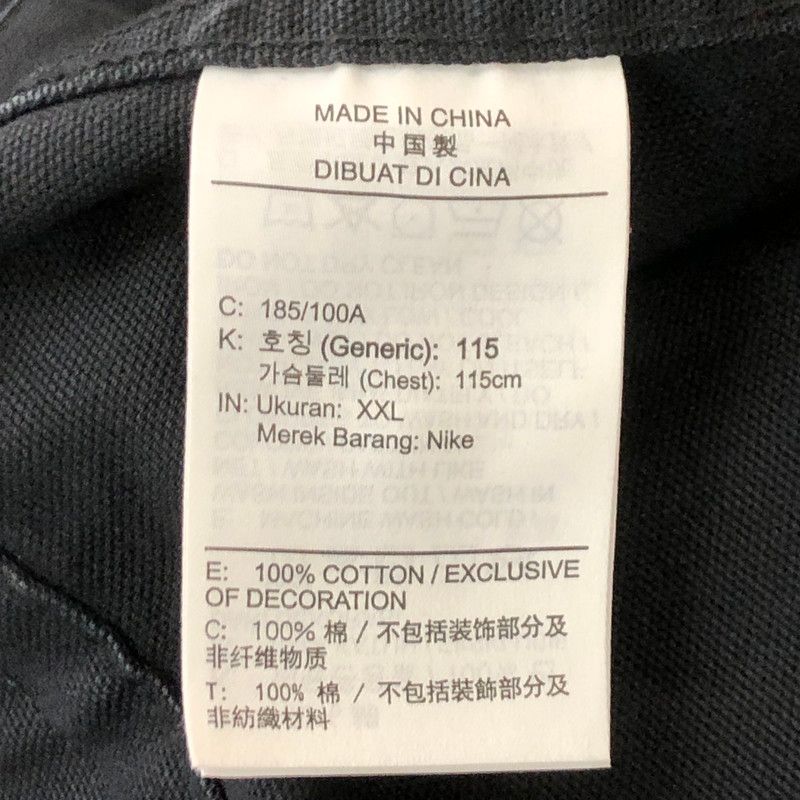 MADE IN CHINA
中国製
DIBUAT DI CINA
C: 185/100A
K: 호칭 (Generic): 115
가슴둘레 (Chest): 115cm
IN: Ukuran: XXL
Merek Barang: Nike
E: 100% COTTON / EXCLUSIVE
OF DECORATION
C: 100% 棉 / 不包括装饰部分及
非纤维物质
T: 100% 棉 / 不包括裝飾部分及
非紡織材料